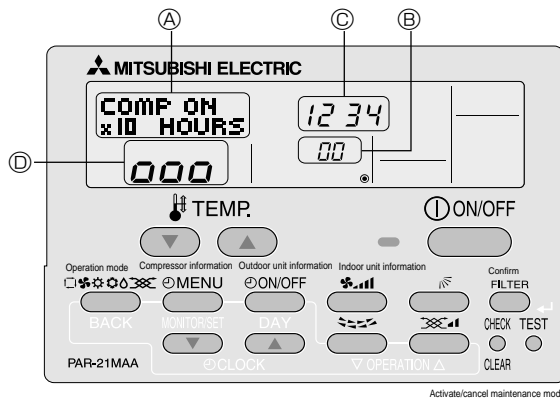 Ⓐ Ⓒ Ⓑ
MITSUBISHI ELECTRIC
COMP ON
x10 HOURS
1234
00
Ⓓ
000
TEMP.
ON/OFF
Operation mode Compressor information Outdoor unit information Indoor unit information Confirm
MENU ON/OFF FILTER
BACK MONITOR/SET DAY CHECK TEST
PAR-21MAA CLOCK OPERATION CLEAR
Activate/cancel maintenance mod